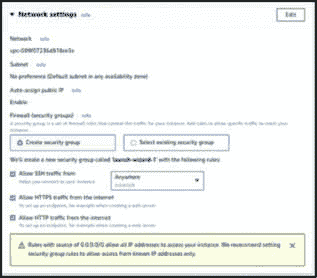 Network settings Info
Edit
Network Info
Subnet Info
No preference (Default subnet in any availability zone)
Auto-assign public IP Info
Enable
Firewall (security groups) Info
A security group is a set of firewall rules that control the traffic for your instance. Add rules to allow specific traffic to reach your instance.
Create security group
Select existing security group
We'll create a new security group called 'launch-wizard-1' with the following rules:
Allow SSH traffic from
Helps you connect to your instance
Anywhere
0.0.0.0/0
Allow HTTPS traffic from the internet
To set up an endpoint, for example when creating a web server
Allow HTTP traffic from the internet
To set up an endpoint, for example when creating a web server
Rules with source of 0.0.0.0/0 allow all IP addresses to access your instance. We recommend setting
security group rules to allow access from known IP addresses only.